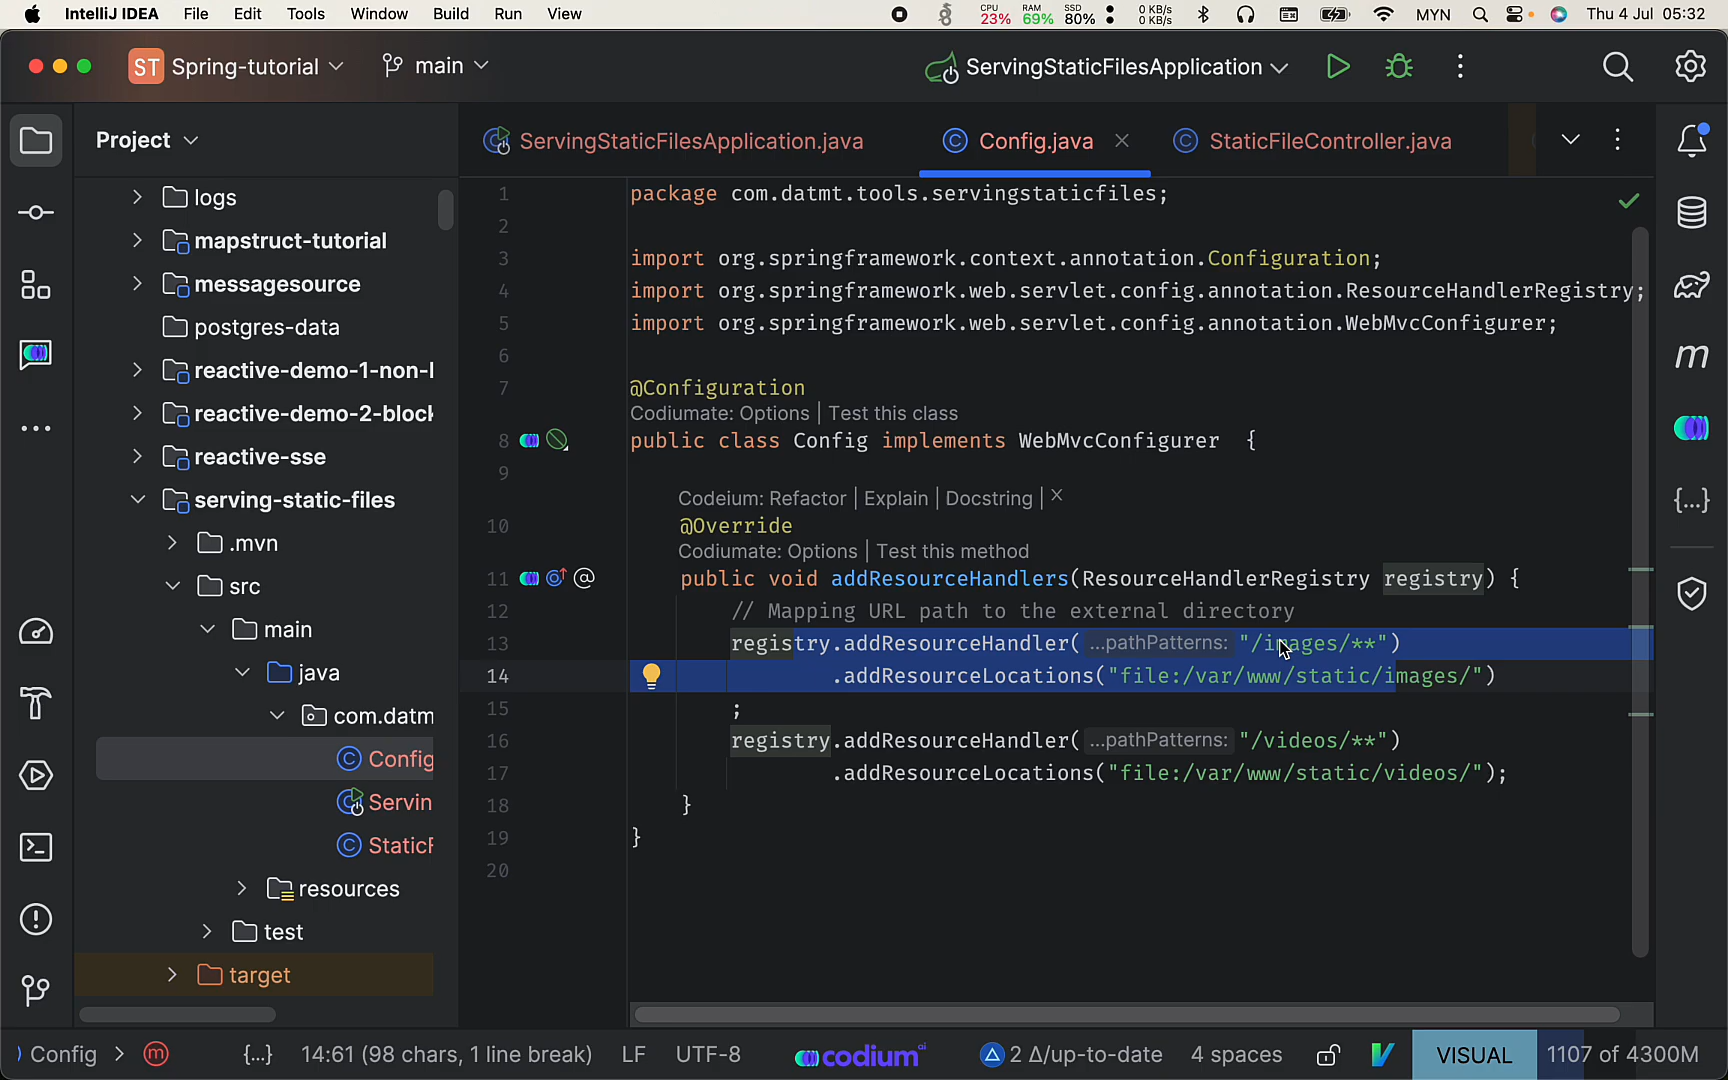 IntelliJ IDEA File Edit Tools Window Build Run View CPU 23% RAM 69% SSD 80% 0 KB/s 0 KB/s MYN Thu 4 Jul 05:32
ST Spring-tutorial main ServingStaticFilesApplication
Project
ServingStaticFilesApplication.java Config.java StaticFileController.java
logs
mapstruct-tutorial
messagesource
postgres-data
reactive-demo-1-non-
reactive-demo-2-block
reactive-sse
serving-static-files
.mvn
src
main
java
com.datm
Config
Servin
StaticF
resources
test
target
1 package com.datmt.tools.servingstaticfiles;
2
3 import org.springframework.context.annotation.Configuration;
4 import org.springframework.web.servlet.config.annotation.ResourceHandlerRegistry;
5 import org.springframework.web.servlet.config.annotation.WebMvcConfigurer;
6
7 @Configuration
Codiumate: Options | Test this class
8 public class Config implements WebMvcConfigurer {
9
Codeium: Refactor | Explain | Docstring | X
10 @Override
Codiumate: Options | Test this method
11 public void addResourceHandlers(ResourceHandlerRegistry registry) {
12 // Mapping URL path to the external directory
13 registry.addResourceHandler( ...pathPatterns: "/images/**")
14 .addResourceLocations("file:/var/www/static/images/")
15 ;
16 registry.addResourceHandler( ...pathPatterns: "/videos/**")
17 .addResourceLocations("file:/var/www/static/videos/");
18 }
19 }
20
Config {...} 14:61 (98 chars, 1 line break) LF UTF-8 codiumai 2 Δ/up-to-date 4 spaces VISUAL 1107 of 4300M